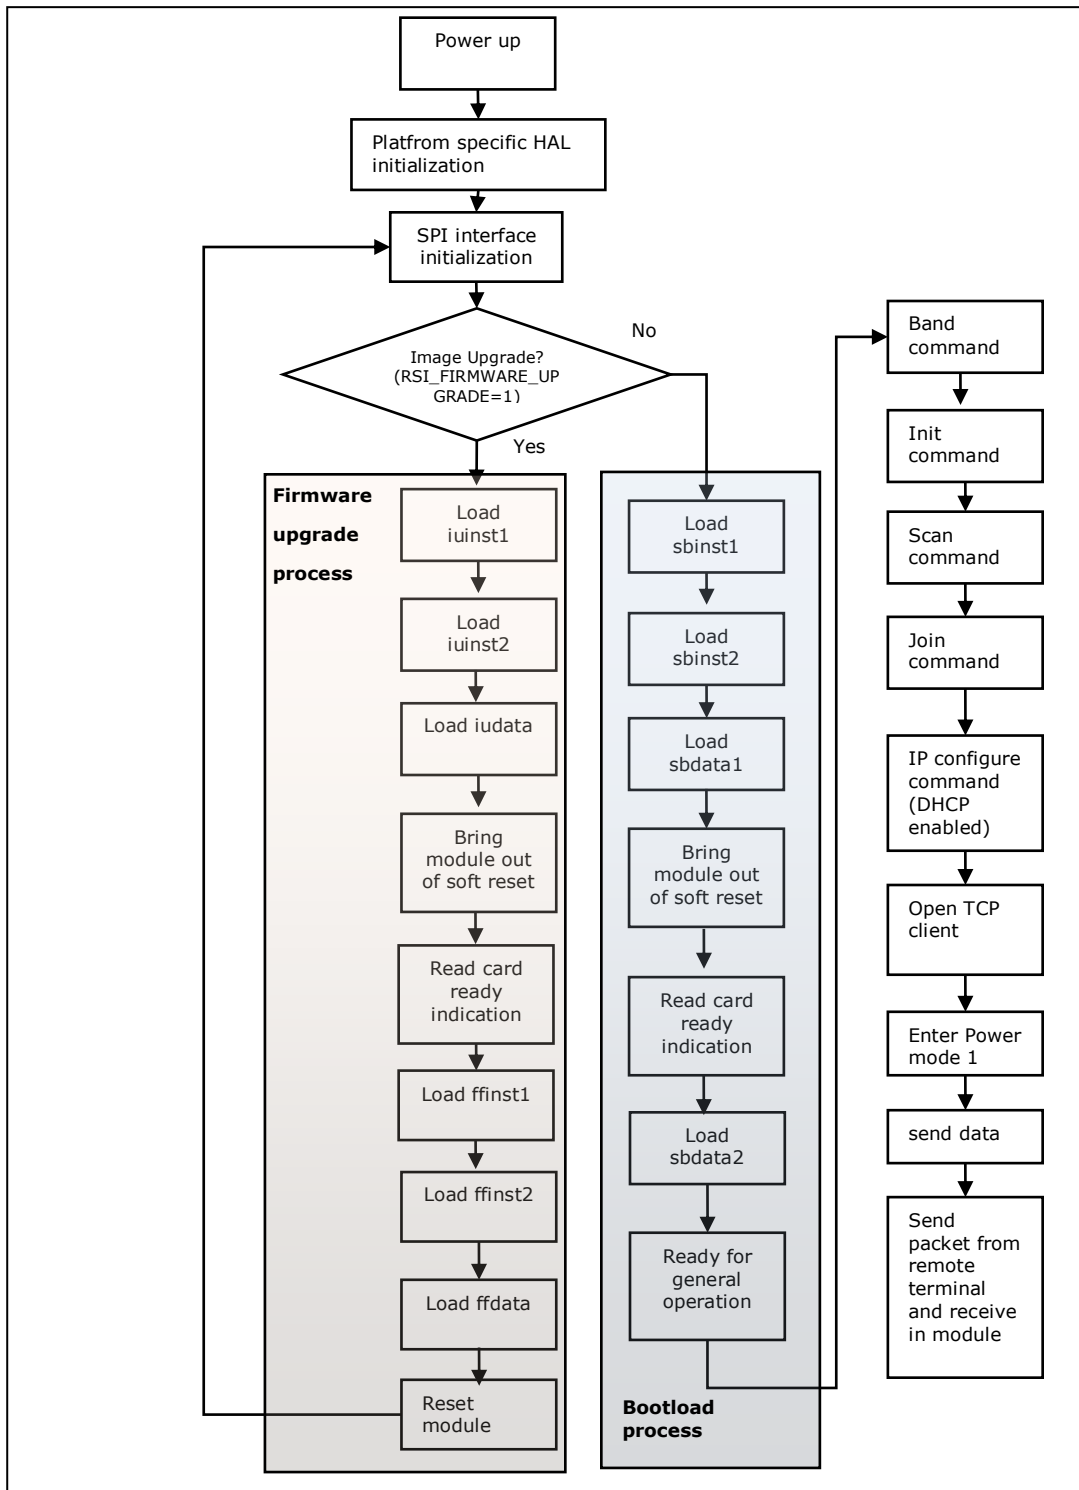 Power up
Platfrom specific HAL
initialization
SPI interface
initialization
Image Upgrade?
(RSI_FIRMWARE_UP
GRADE=1)
No
Yes
Firmware
upgrade
process
Load
iuinst1
Load
iuinst2
Load iudata
Bring
module out
of soft reset
Read card
ready
indication
Load ffinst1
Load ffinst2
Load ffdata
Reset
module
Load
sbinst1
Load
sbinst2
Load
sbdata1
Bring
module out
of soft reset
Read card
ready
indication
Load
sbdata2
Ready for
general
operation
Bootload
process
Band
command
Init
command
Scan
command
Join
command
IP configure
command
(DHCP
enabled)
Open TCP
client
Enter Power
mode 1
send data
Send
packet from
remote
terminal
and receive
in module